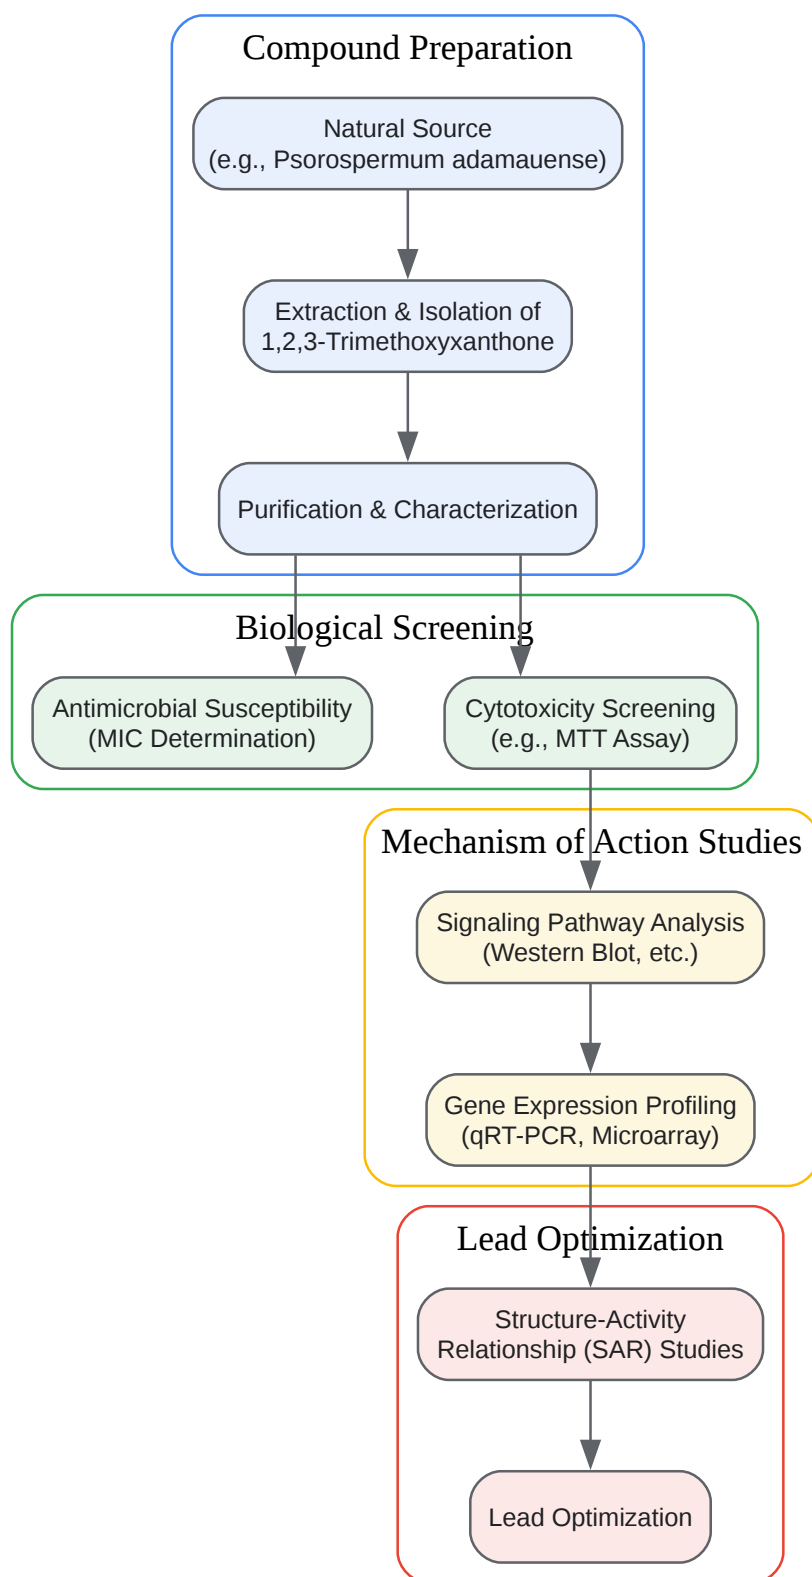 Compound Preparation
Natural Source
(e.g., Psorospermum adamauense)
Extraction & Isolation of
1,2,3-Trimethoxyxanthone
Purification & Characterization
Biological Screening
Antimicrobial Susceptibility
(MIC Determination)
Cytotoxicity Screening
(e.g., MTT Assay)
Mechanism of Action Studies
Signaling Pathway Analysis
(Western Blot, etc.)
Gene Expression Profiling
(qRT-PCR, Microarray)
Lead Optimization
Structure-Activity
Relationship (SAR) Studies
Lead Optimization